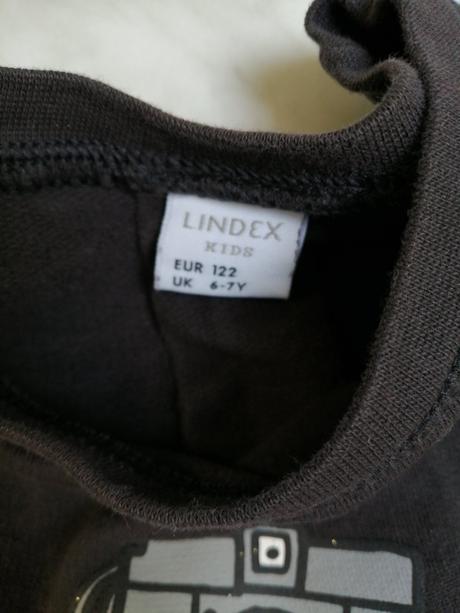 LINDEX
KIDS
EUR 122
UK 6-7Y